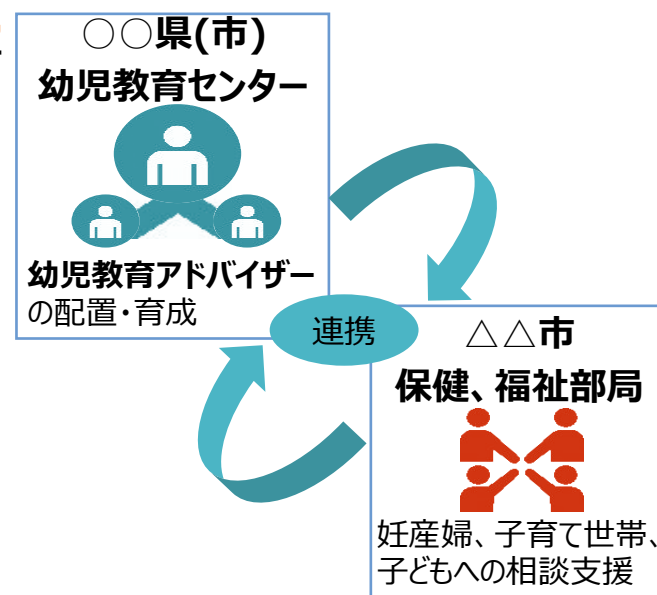 ○○県(市)
幼児教育センター
幼児教育アドバイザー
の配置・育成
連携
△△市
保健、福祉部局
妊産婦、子育て世帯、
子どもへの相談支援